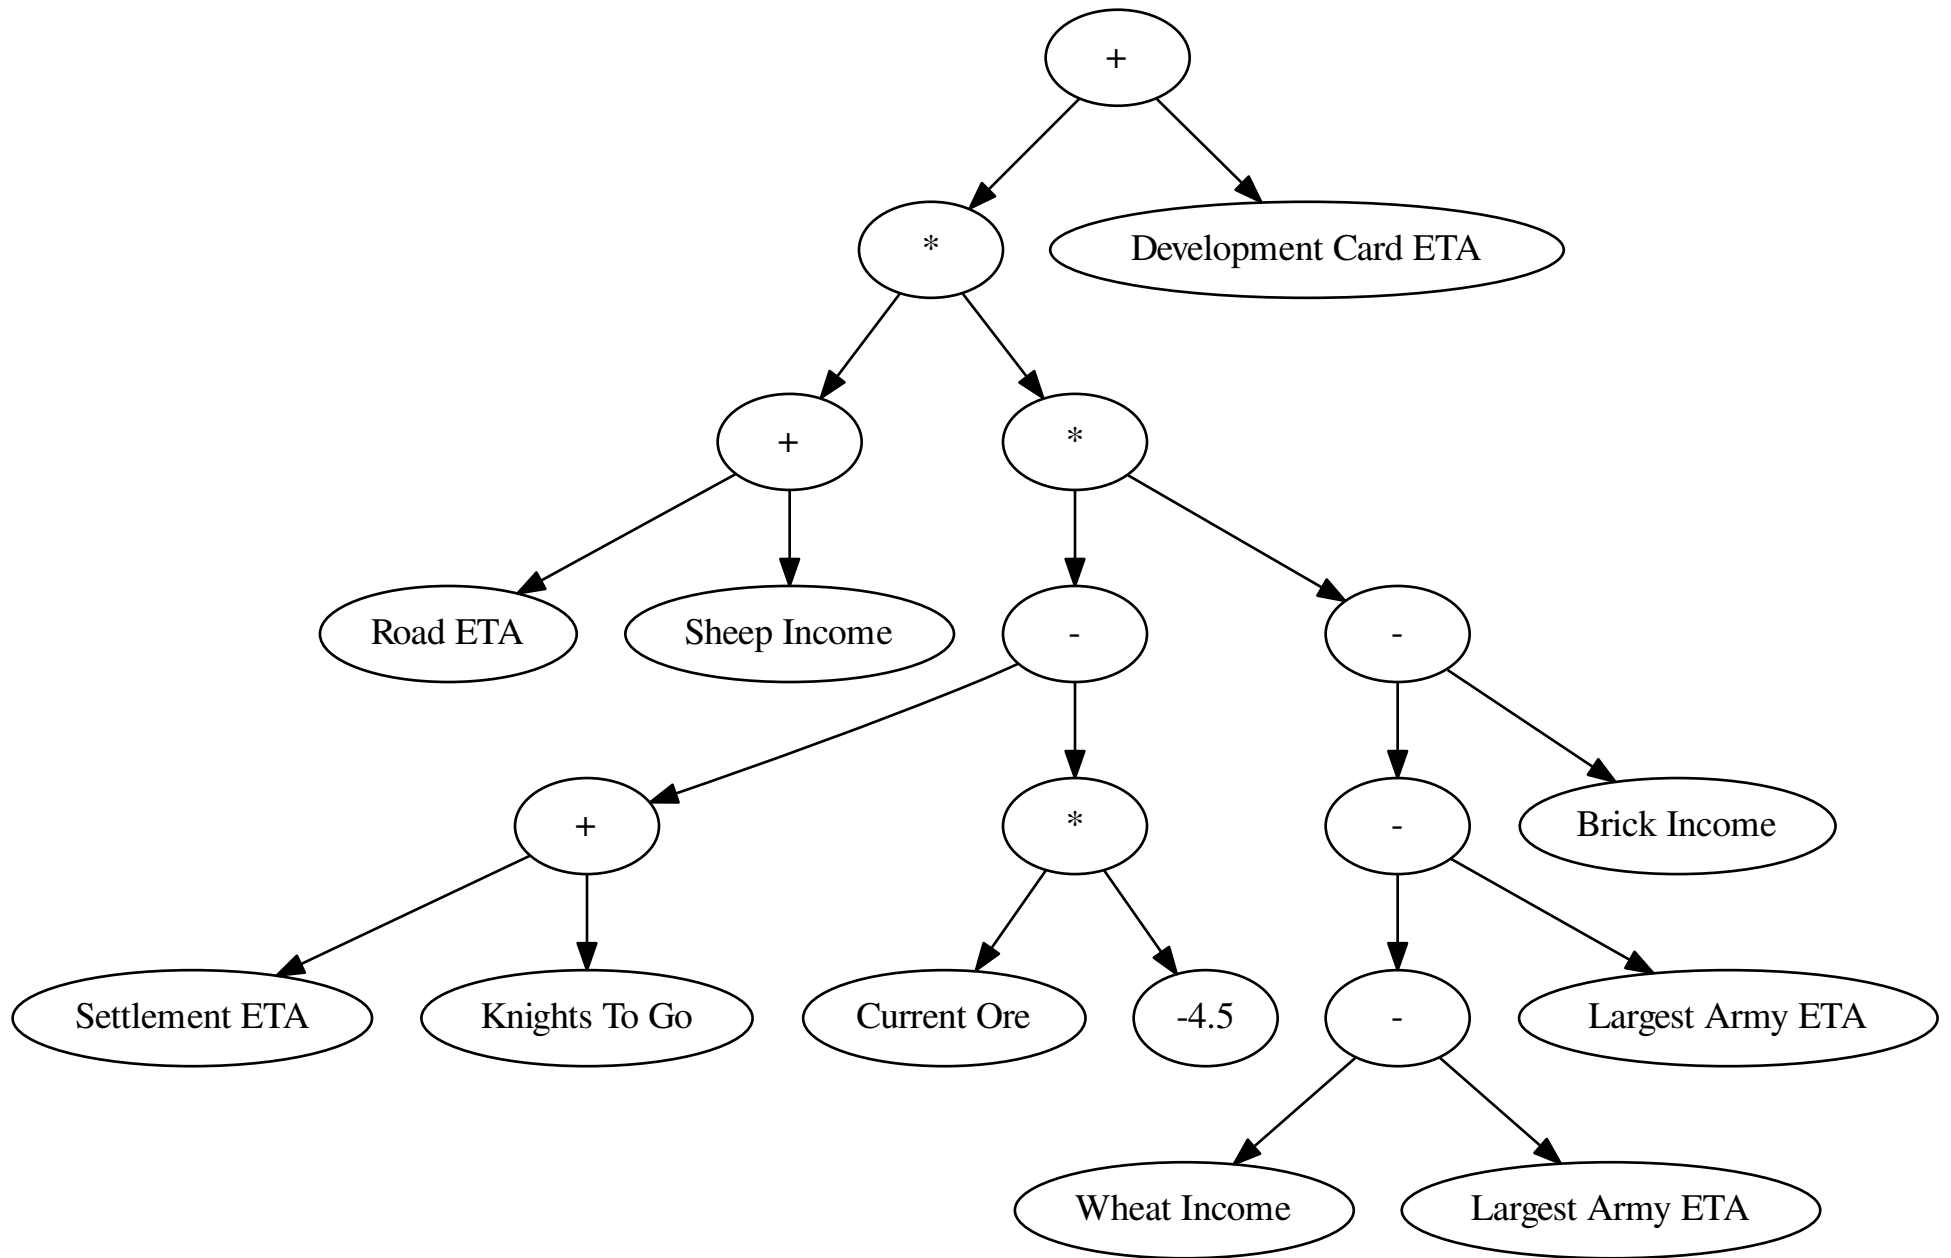 +
*
Development Card ETA
+
*
Road ETA
Sheep Income
-
-
+
*
-
Brick Income
Settlement ETA
Knights To Go
Current Ore
-4.5
-
Largest Army ETA
Wheat Income
Largest Army ETA